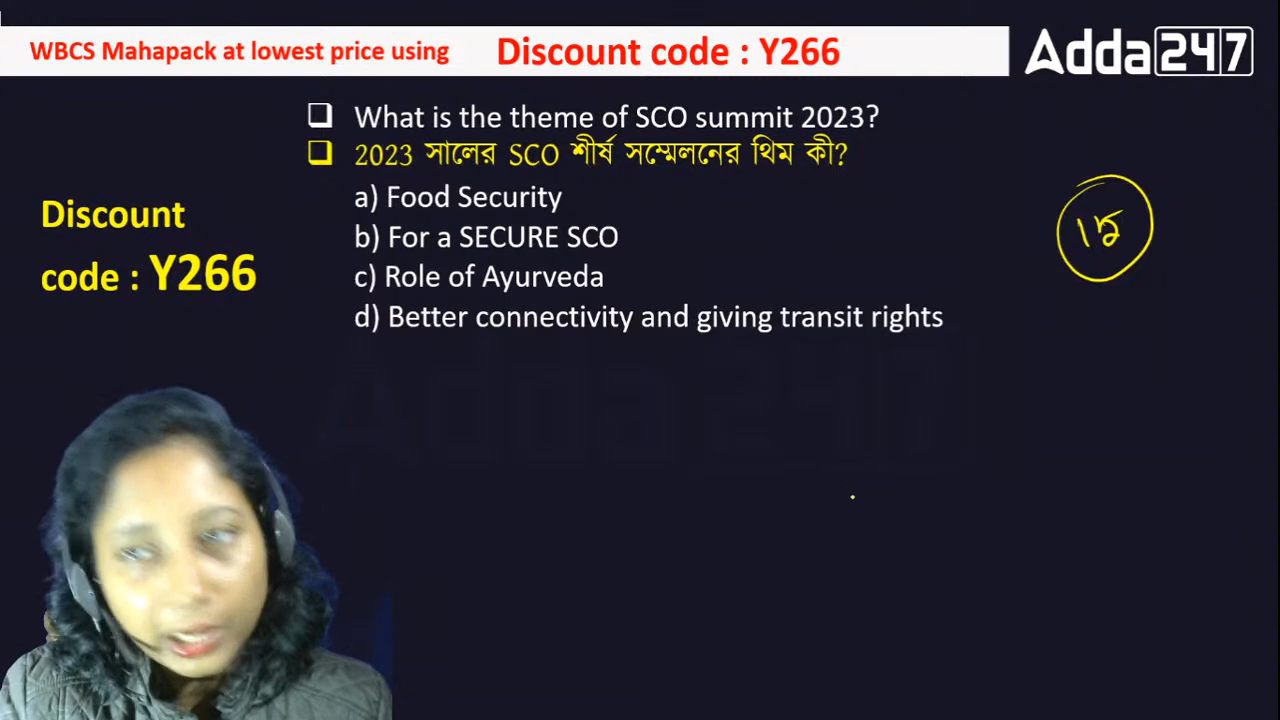 WBCS Mahapack at lowest price using Discount code : Y266
Adda247
What is the theme of SCO summit 2023?
2023 সালের SCO শীর্ষ সম্মেলনের থিম কী?
a) Food Security
b) For a SECURE SCO
c) Role of Ayurveda
d) Better connectivity and giving transit rights
Discount
code : Y266